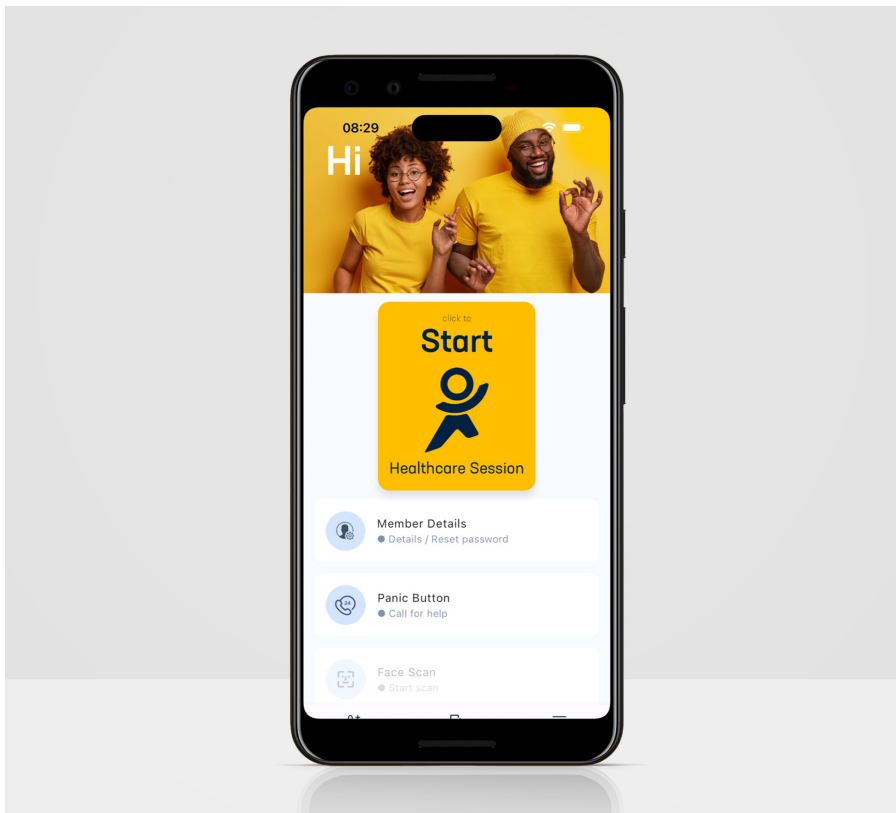 08:29
Hi
click to
Start
Healthcare Session
Member Details
Details / Reset password
24
Panic Button
Call for help
Face Scan
Start scan